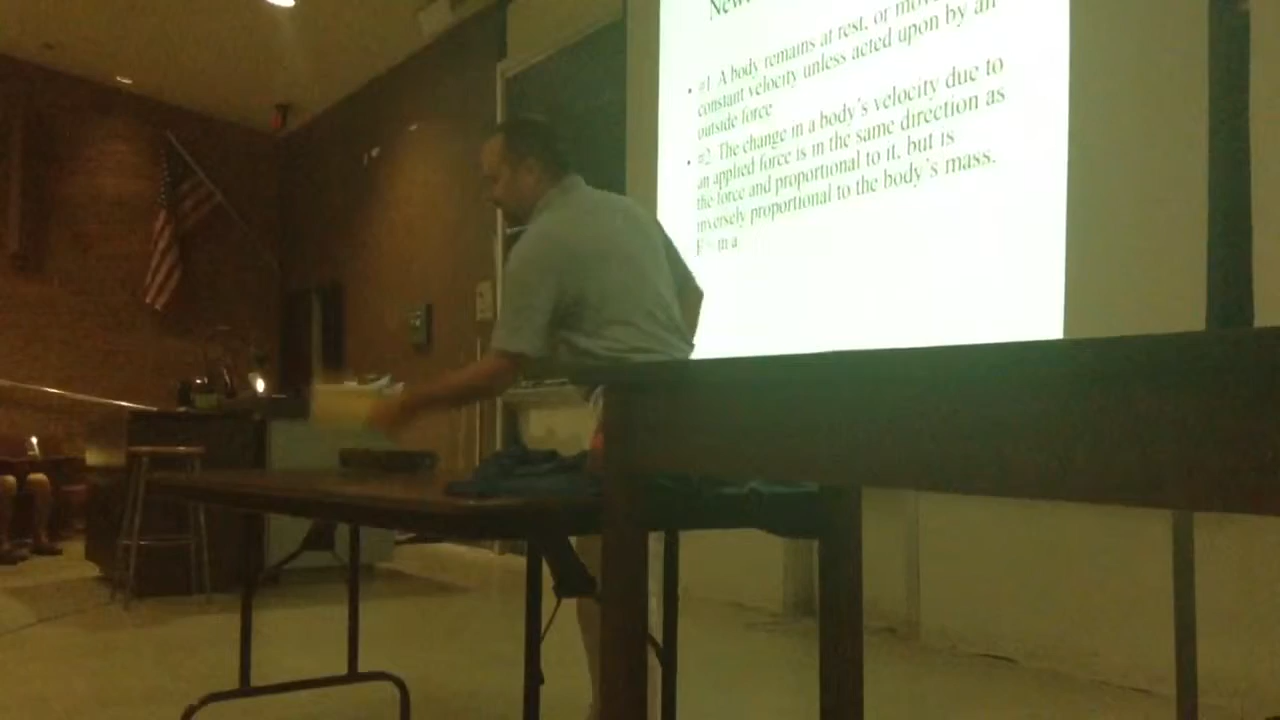 • #1 A body remains at rest, or
constant velocity unless acted upon by an
outside force
• #2 The change in a body's velocity due to
an applied force is in the same direction as
the force and proportional to it, but is
inversely proportional to the body's mass.
F = m a